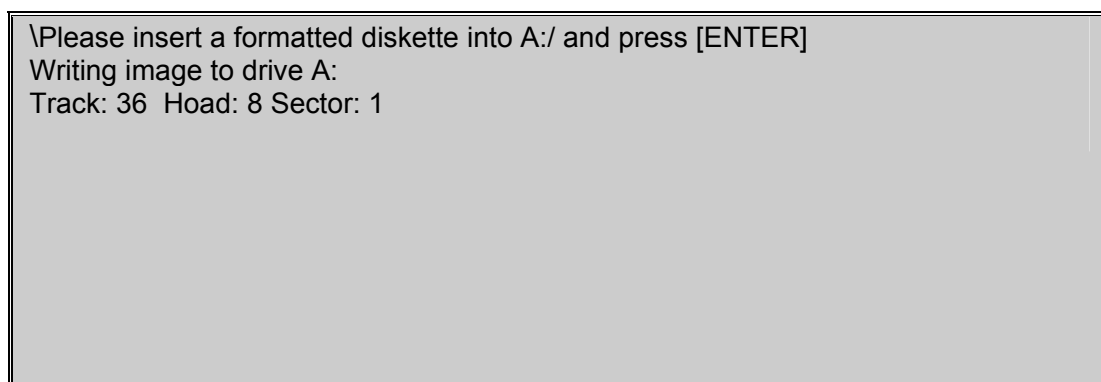 \Please insert a formatted diskette into A:/ and press [ENTER]
Writing image to drive A:
Track: 36  Hoad: 8 Sector: 1